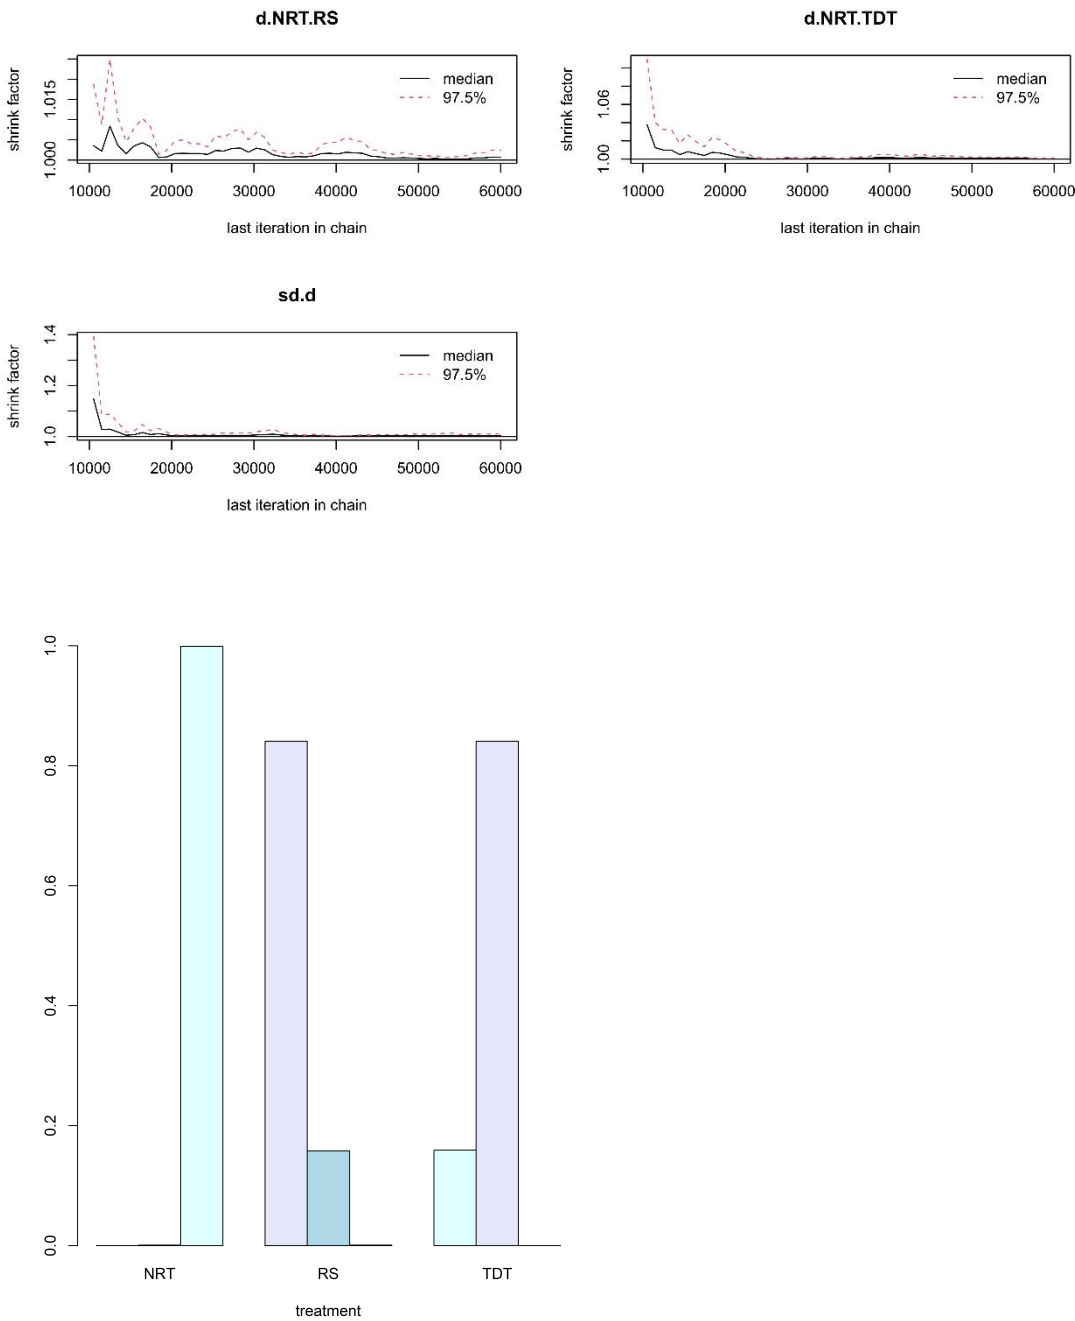 d.NRT.RS
shrink factor
1.000 1.015
median
97.5%
10000 20000 30000 40000 50000 60000
last iteration in chain
d.NRT.TDT
shrink factor
1.00 1.06
median
97.5%
10000 20000 30000 40000 50000 60000
last iteration in chain
sd.d
shrink factor
1.0 1.2 1.4
median
97.5%
10000 20000 30000 40000 50000 60000
last iteration in chain
1.0
0.8
0.6
0.4
0.2
0.0
NRT RS TDT
treatment